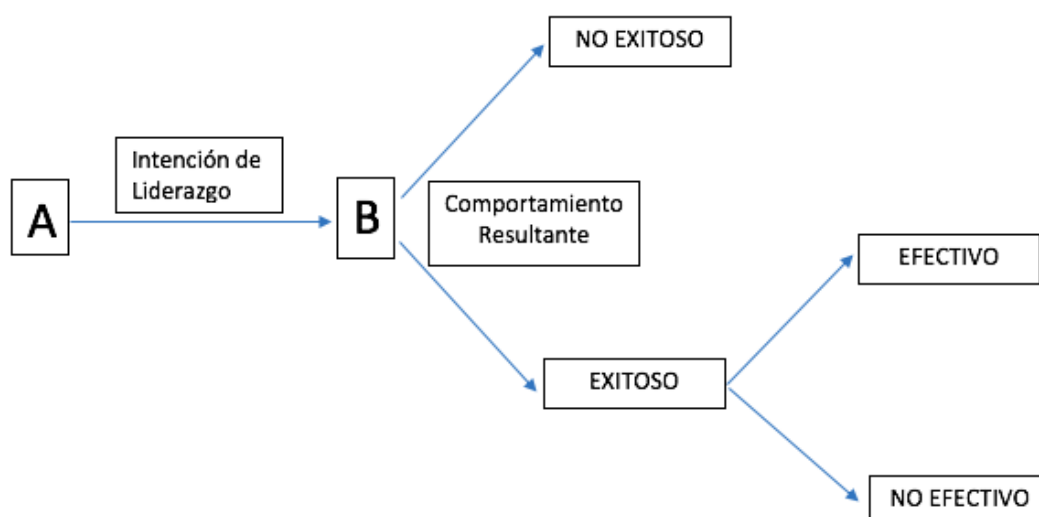 NO EXITOSO
Intención de
Liderazgo
A
B
Comportamiento
Resultante
EFECTIVO
EXITOSO
NO EFECTIVO